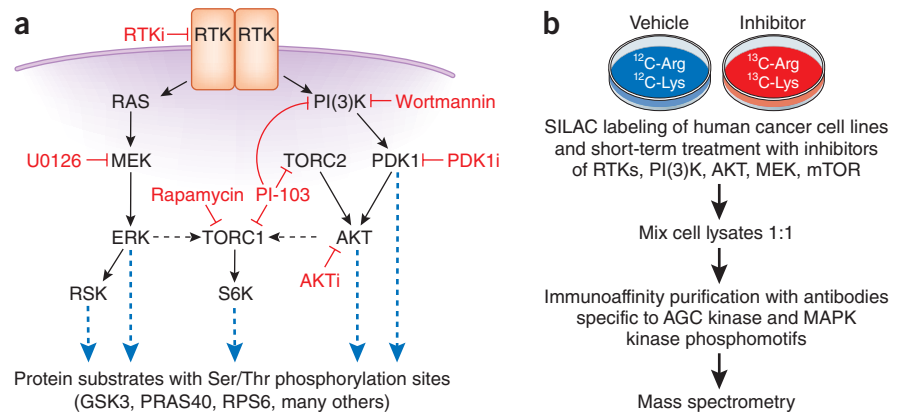 a
RTKi
RTK RTK
RAS
PI(3)K
Wortmannin
U0126
MEK
TORC2
PDK1
PDK1i
Rapamycin
PI-103
ERK
TORC1
AKT
AKTi
RSK
S6K
Protein substrates with Ser/Thr phosphorylation sites
(GSK3, PRAS40, RPS6, many others)
b
Vehicle
Inhibitor
¹²C-Arg
¹²C-Lys
¹³C-Arg
¹³C-Lys
SILAC labeling of human cancer cell lines
and short-term treatment with inhibitors
of RTKs, PI(3)K, AKT, MEK, mTOR
Mix cell lysates 1:1
Immunoaffinity purification with antibodies
specific to AGC kinase and MAPK
kinase phosphomotifs
Mass spectrometry